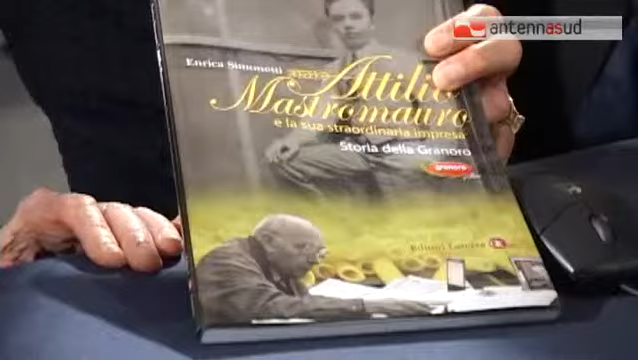 antennasud
Enrica Simonetti
Attilio
Mastromauro
e la sua straordinaria impresa
Storia della Granoro
granoro
Editori Laterza